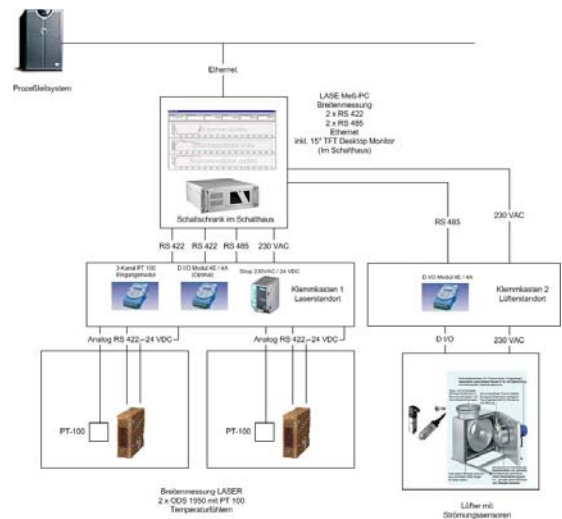 Prozeßleitsystem
Ethernet
LASE Meß-PC
Breitenmessung
2 x RS 422
2 x RS 485
Ethernet
inkl. 15" TFT Desktop Monitor
(Im Schalthaus)
Schaltschrank im Schalthaus
RS 422
RS 422
RS 485
230 VAC
RS 485
230 VAC
3-Kanal PT 100
Eingangsmodul
D I/O Modul 4E / 4A
(Optional)
Stop 230VAC / 24 VDC
Klemmkasten 1
Laserstandort
D I/O Modul 4E / 4A
Klemmkasten 2
Lüfterstandort
Analog RS 422 24 VDC
Analog RS 422 24 VDC
D I/O
230 VAC
PT-100
PT-100
Breitenmessung LASER
2 x ODS 1950 mit PT 100
Temperaturfühlern
Lüfter mit
Strömungssensoren